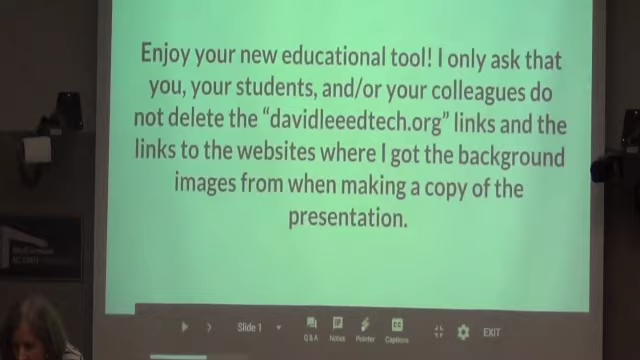 Enjoy your new educational tool! I only ask that
you, your students, and/or your colleagues do
not delete the “davidleeedtech.org” links and the
links to the websites where I got the background
images from when making a copy of the
presentation.
Slide 1
Q&A
Notes
Pointer
Captions
EXIT